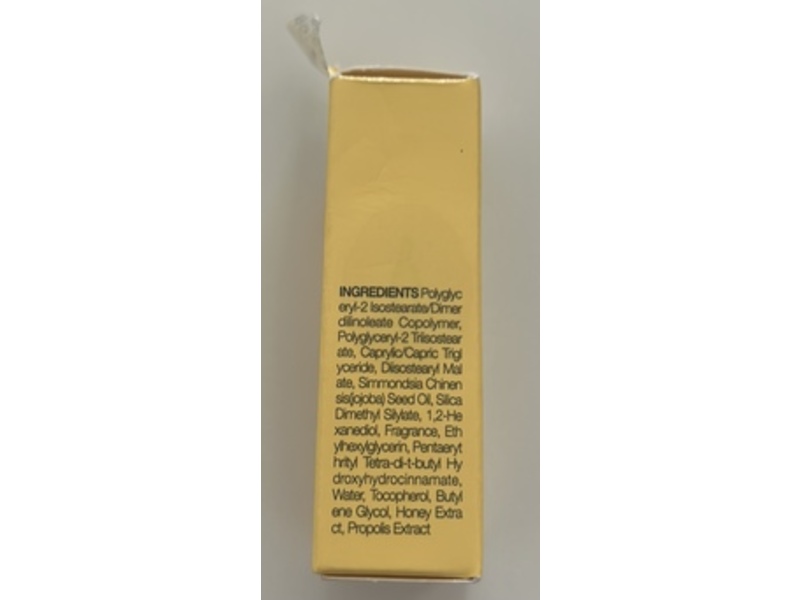 INGREDIENTS Polyglyc
eryl-2 Isostearate/Dimer
dilinoleate Copolymer,
Polyglyceryl-2 Triisostear
ate, Caprylic/Capric Trigl
yceride, Diisostearyl Mal
ate, Simmondsia Chinen
sis(jojoba) Seed Oil, Silica
Dimethyl Silylate, 1,2-He
xanediol, Fragrance, Eth
ylhexylglycerin, Pentaeryt
hrityl Tetra-di-t-butyl Hy
droxyhydrocinnamate,
Water, Tocopherol, Butyl
ene Glycol, Honey Extra
ct, Propolis Extract